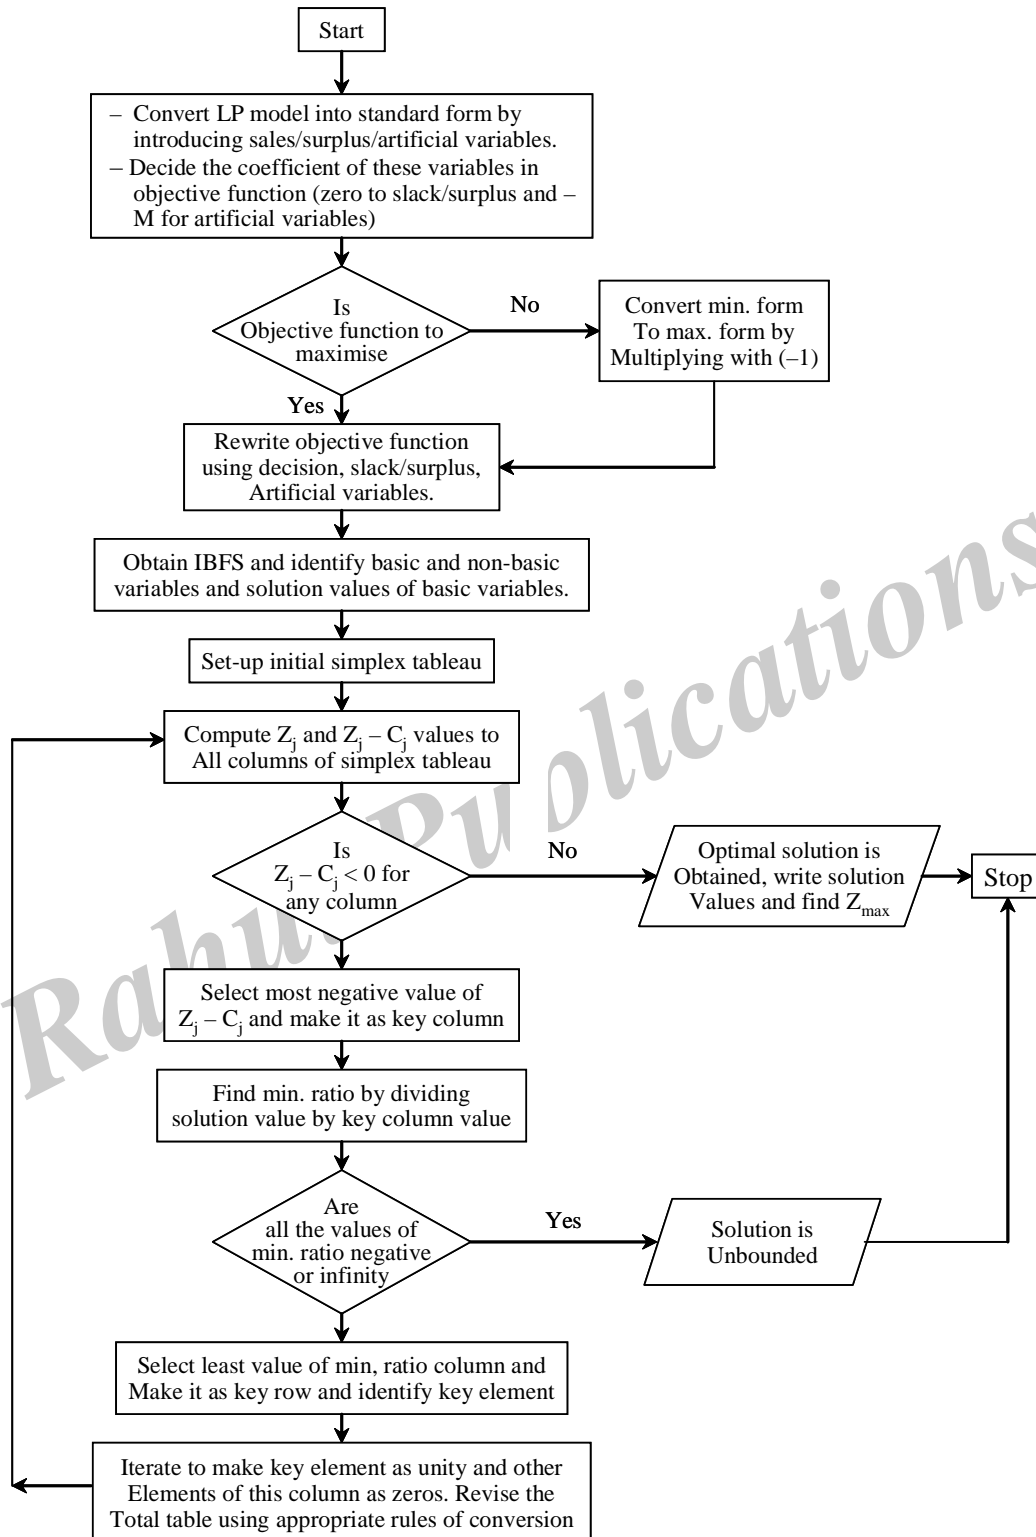 Start
– Convert LP model into standard form by
introducing sales/surplus/artificial variables.
– Decide the coefficient of these variables in
objective function (zero to slack/surplus and –
M for artificial variables)
Is
Objective function to
maximise
No
Convert min. form
To max. form by
Multiplying with (–1)
Yes
Rewrite objective function
using decision, slack/surplus,
Artificial variables.
Obtain IBFS and identify basic and non-basic
variables and solution values of basic variables.
Set-up initial simplex tableau
Compute Zj and Zj – Cj values to
All columns of simplex tableau
Is
Zj – Cj < 0 for
any column
No
Optimal solution is
Obtained, write solution
Values and find Zmax
Stop
Select most negative value of
Zj – Cj and make it as key column
Find min. ratio by dividing
solution value by key column value
Are
all the values of
min. ratio negative
or infinity
Yes
Solution is
Unbounded
Select least value of min, ratio column and
Make it as key row and identify key element
Iterate to make key element as unity and other
Elements of this column as zeros. Revise the
Total table using appropriate rules of conversion
Rahul Publications